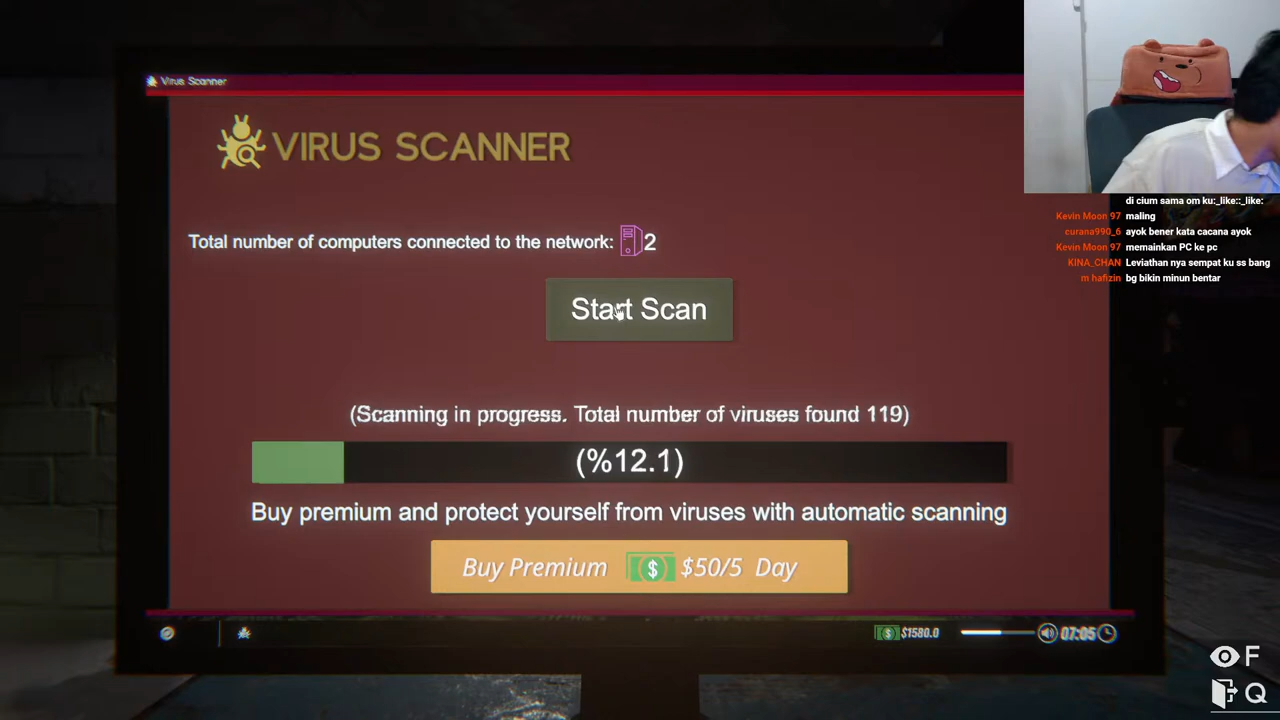 Virus Scanner
VIRUS SCANNER
Total number of computers connected to the network: 2
Start Scan
(Scanning in progress. Total number of viruses found 119)
(%12.1)
Buy premium and protect yourself from viruses with automatic scanning
Buy Premium $ $50/5 Day
$ $1580.0 07:05
di cium sama om ku:_like::_like:
Kevin Moon 97 maling
curana990_6 ayok bener kata cacana ayok
Kevin Moon 97 memainkan PC ke pc
KINA_CHAN Leviathan nya sempat ku ss bang
m hafizin bg bikin minun bentar
F
Q